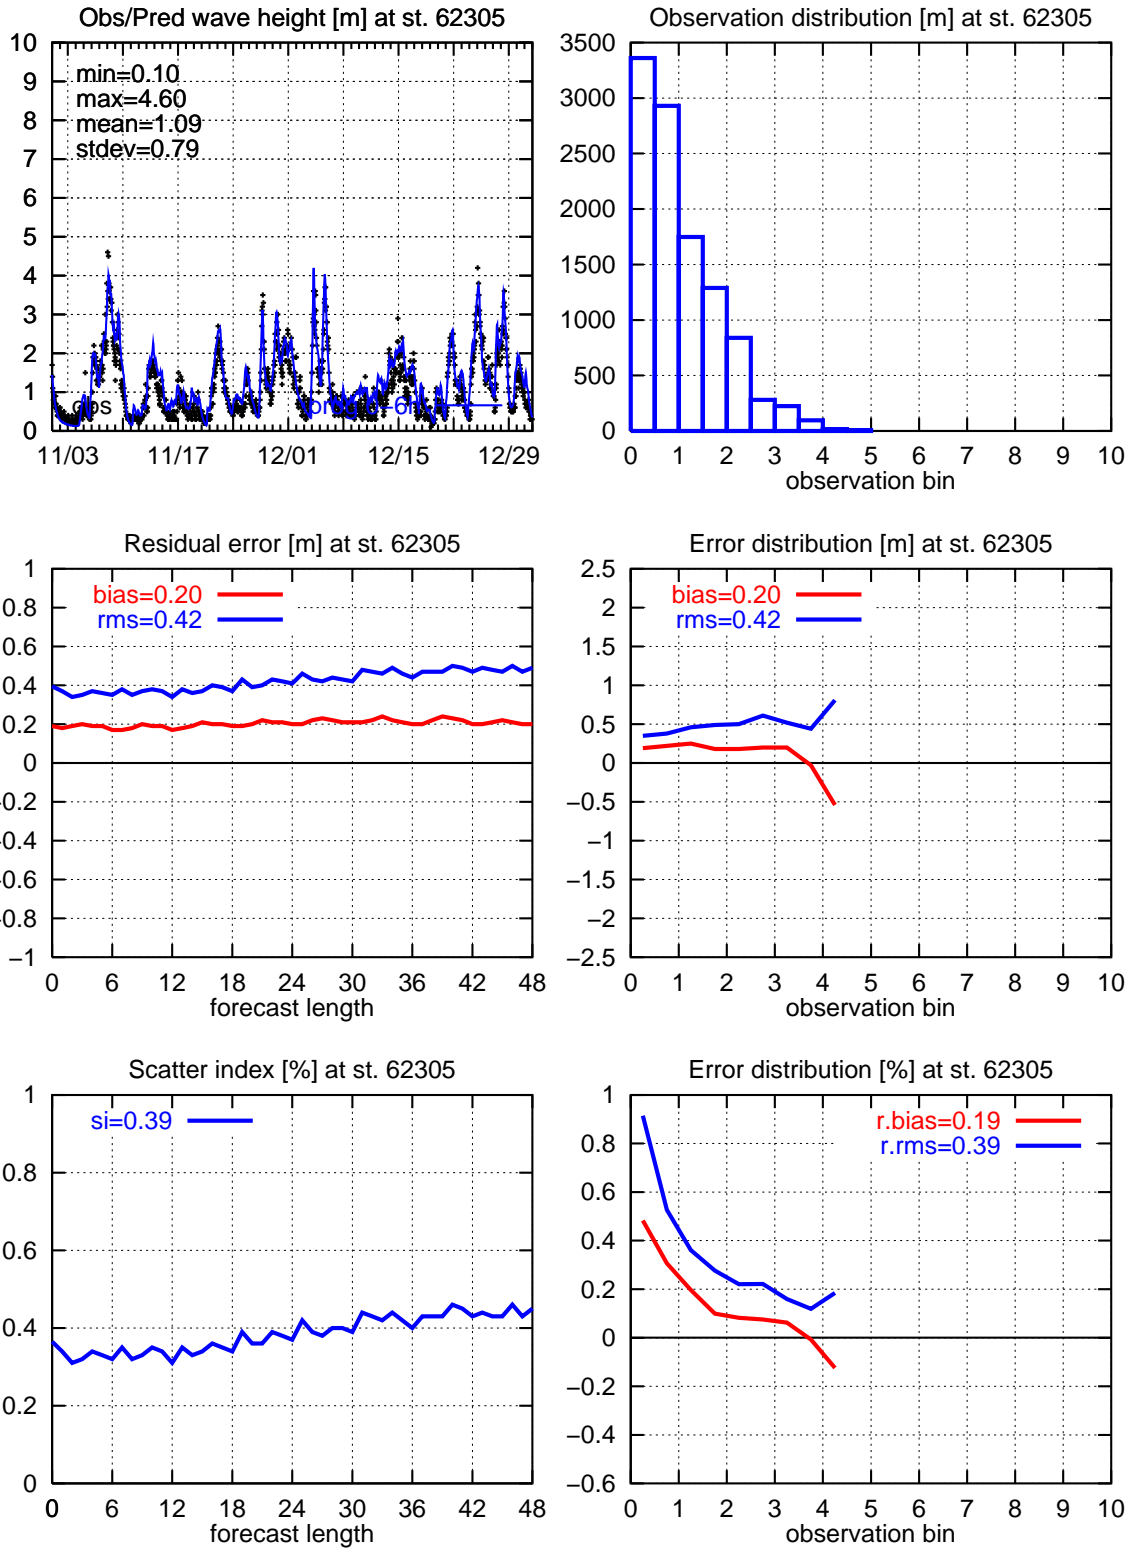 Obs/Pred wave height [m] at st. 62305
10
9
8
7
6
5
4
3
2
1
0
min=0.10
max=4.60
mean=1.09
stdev=0.79
obs
11/03 11/17 12/01 12/15 12/29
Observation distribution [m] at st. 62305
3500
3000
2500
2000
1500
1000
500
0
0 1 2 3 4 5 6 7 8 9 10
observation bin
Residual error [m] at st. 62305
1
0.8
0.6
0.4
0.2
0
-0.2
-0.4
-0.6
-0.8
−1
bias=0.20
rms=0.42
0 6 12 18 24 30 36 42 48
forecast length
Error distribution [m] at st. 62305
2.5
2
1.5
1
0.5
0
−0.5
−1
−1.5
−2
−2.5
bias=0.20
rms=0.42
0 1 2 3 4 5 6 7 8 9 10
observation bin
Scatter index [%] at st. 62305
1
0.8
0.6
0.4
0.2
0
si=0.39
0 6 12 18 24 30 36 42 48
forecast length
Error distribution [%] at st. 62305
1
0.8
0.6
0.4
0.2
0
−0.2
−0.4
−0.6
r.bias=0.19
r.rms=0.39
0 1 2 3 4 5 6 7 8 9 10
observation bin